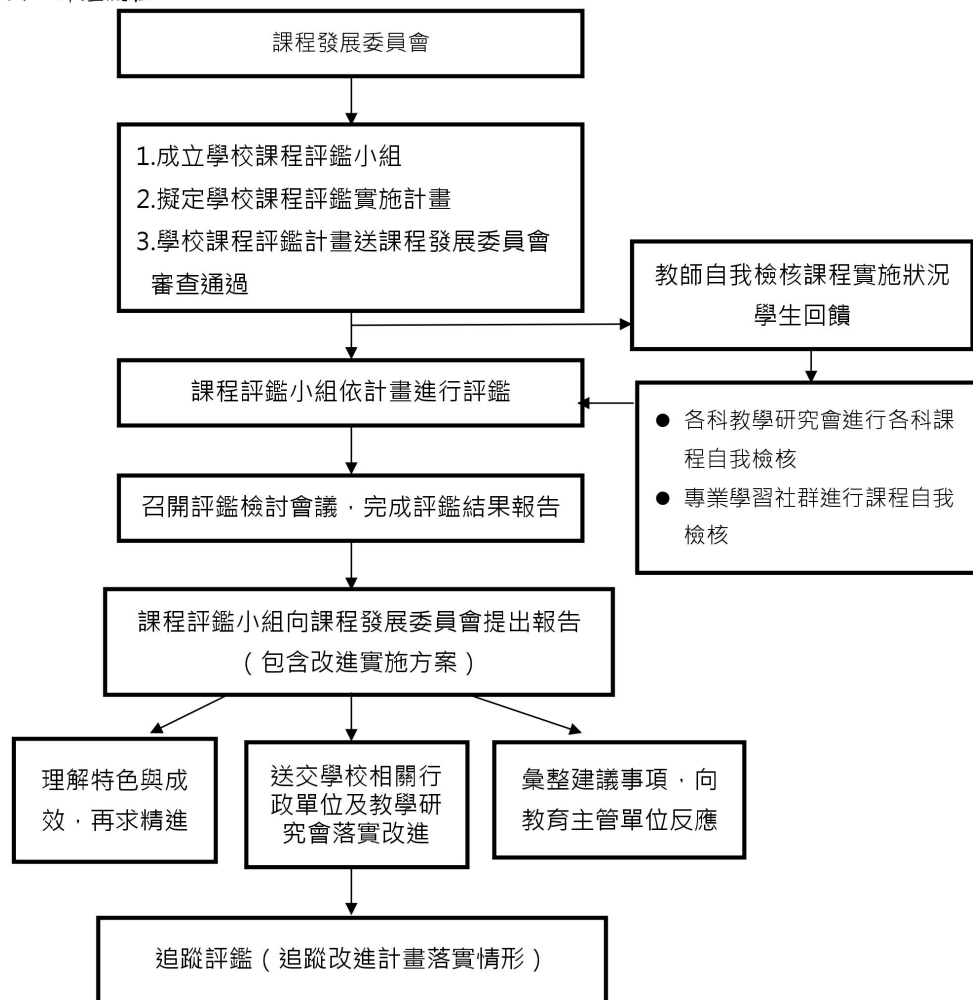 課程發展委員會
1.成立學校課程評鑑小組
2.擬定學校課程評鑑實施計畫
3.學校課程評鑑計畫送課程發展委員會
審查通過
教師自我檢核課程實施狀況
學生回饋
課程評鑑小組依計畫進行評鑑
● 各科教學研究會進行各科課
程自我檢核
● 專業學習社群進行課程自我
檢核
召開評鑑檢討會議，完成評鑑結果報告
課程評鑑小組向課程發展委員會提出報告
（包含改進實施方案）
理解特色與成
效，再求精進
送交學校相關行
政單位及教學研
究會落實改進
彙整建議事項，向
教育主管單位反應
追蹤評鑑（追蹤改進計畫落實情形）